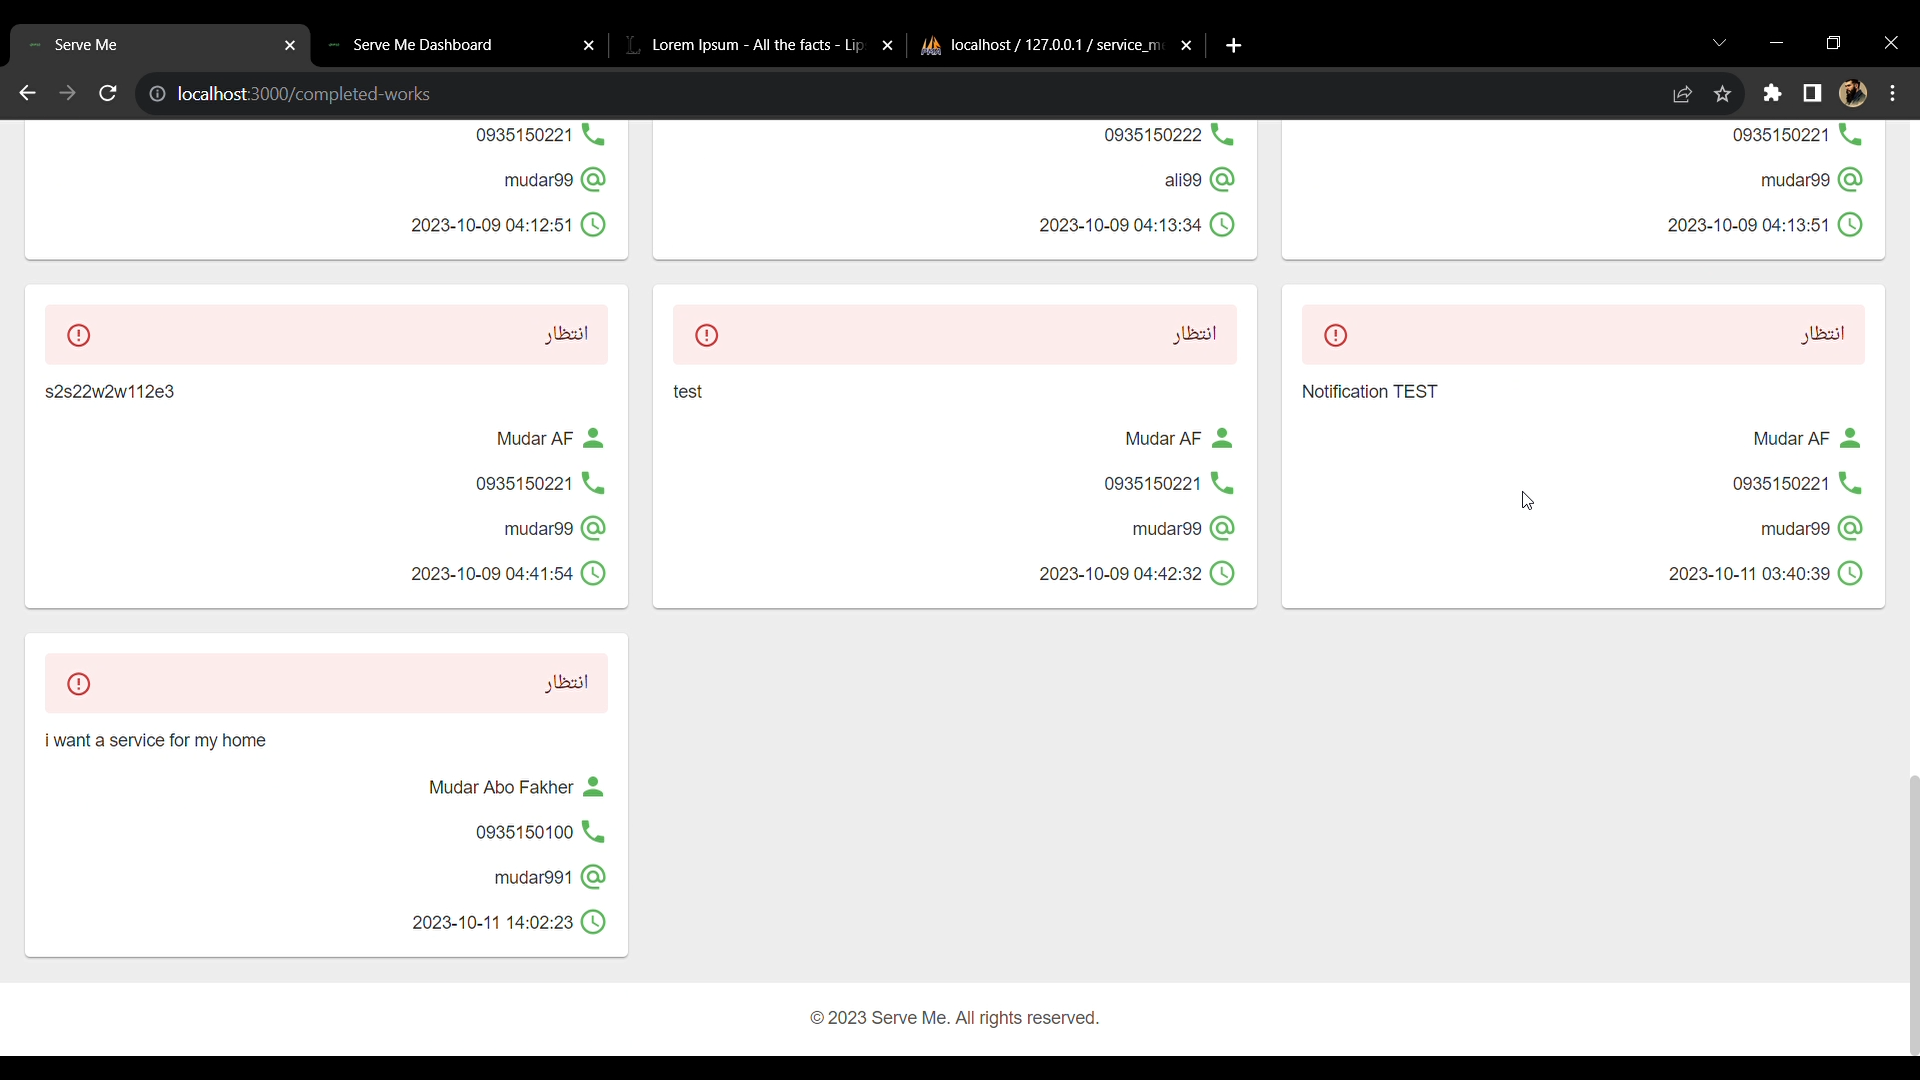 Serve Me
Serve Me Dashboard
Lorem Ipsum - All the facts - Lip
localhost / 127.0.0.1 / service_m
localhost:3000/completed-works
0935150221
mudar99
2023-10-09 04:12:51
0935150222
ali99
2023-10-09 04:13:34
0935150221
mudar99
2023-10-09 04:13:51
انتظار
s2s22w2w112e3
Mudar AF
0935150221
mudar99
2023-10-09 04:41:54
انتظار
test
Mudar AF
0935150221
mudar99
2023-10-09 04:42:32
انتظار
Notification TEST
Mudar AF
0935150221
mudar99
2023-10-11 03:40:39
انتظار
i want a service for my home
Mudar Abo Fakher
0935150100
mudar991
2023-10-11 14:02:23
© 2023 Serve Me. All rights reserved.